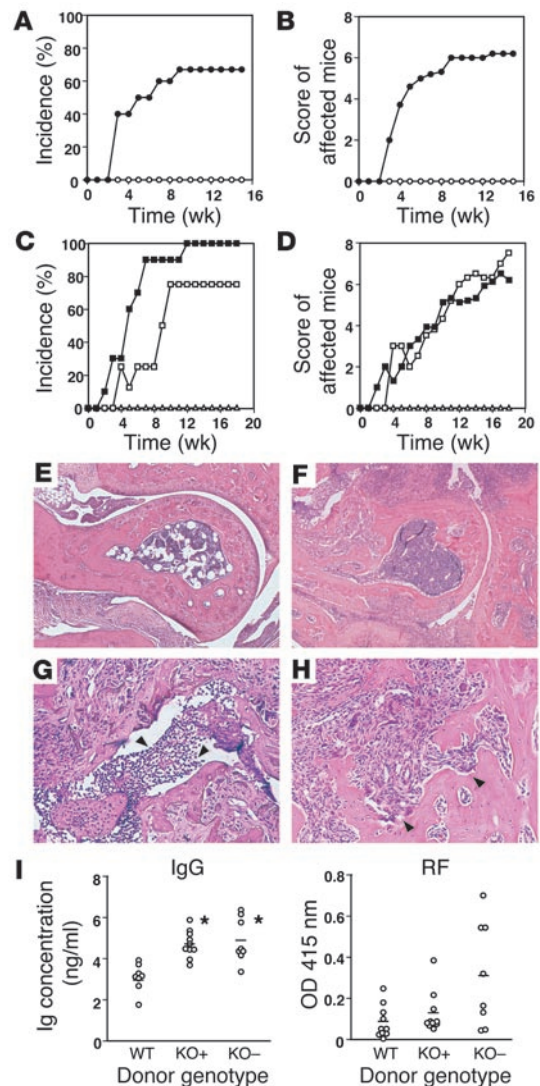 A
Incidence (%)
100
80
60
40
20
0
0 4 8 12 16
Time (wk)
B
Score of
affected mice
8
6
4
2
0
0 4 8 12 16
Time (wk)
C
Incidence (%)
100
80
60
40
20
0
0 4 8 12 16 20
Time (wk)
D
Score of
affected mice
8
6
4
2
0
0 4 8 12 16 20
Time (wk)
E
F
G
H
I
IgG
Ig concentration
(ng/ml)
8
6
4
2
0
* *
WT KO+ KO–
Donor genotype
RF
OD 415 nm
0.8
0.6
0.4
0.2
0
WT KO+ KO–
Donor genotype